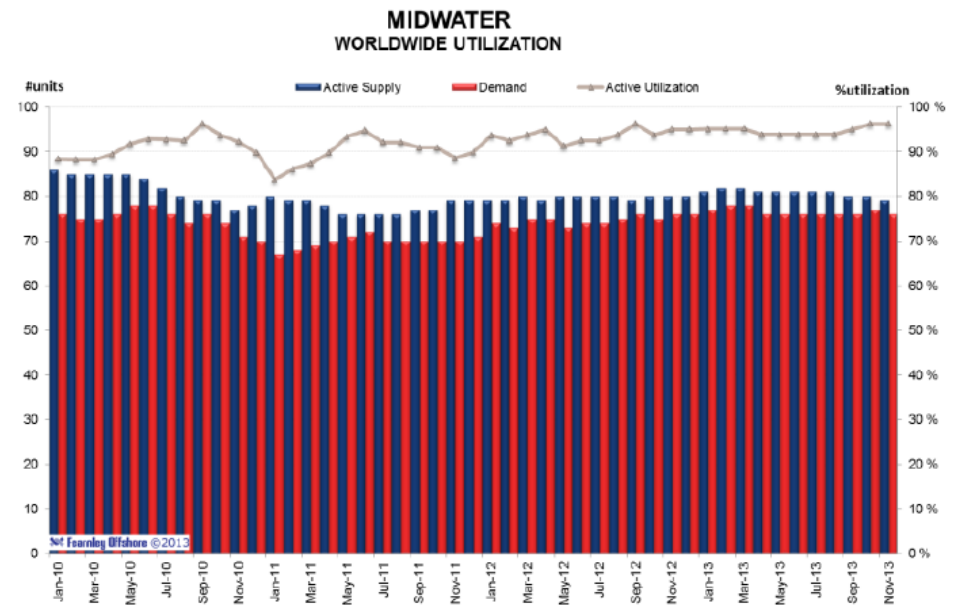 MIDWATER
WORLDWIDE UTILIZATION
#units
Active Supply
Demand
Active Utilization
%utilization
100
90
80
70
60
50
40
30
20
10
0
100 %
90 %
80 %
70 %
60 %
50 %
40 %
30 %
20 %
10 %
0 %
Fearnley Offshore ©2013
Jan-10
Mar-10
May-10
Jul-10
Sep-10
Nov-10
Jan-11
Mar-11
May-11
Jul-11
Sep-11
Nov-11
Jan-12
Mar-12
May-12
Jul-12
Sep-12
Nov-12
Jan-13
Mar-13
May-13
Jul-13
Sep-13
Nov-13